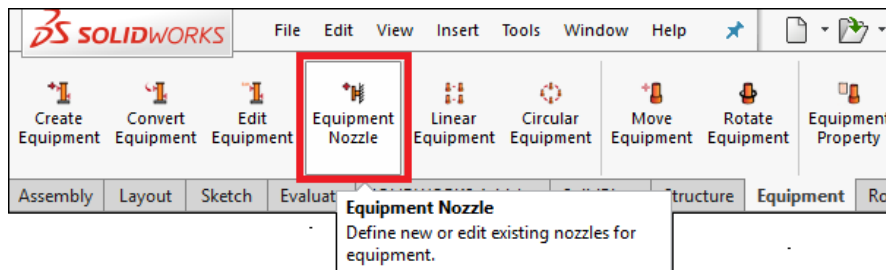 SOLIDWORKS File Edit View Insert Tools Window Help
Create Convert Edit Equipment Linear Circular Move Rotate Equipment
Equipment Equipment Equipment Nozzle Equipment Equipment Equipment Equipment Property
Assembly Layout Sketch Evaluat Structure Equipment
Equipment Nozzle
Define new or edit existing nozzles for
equipment.